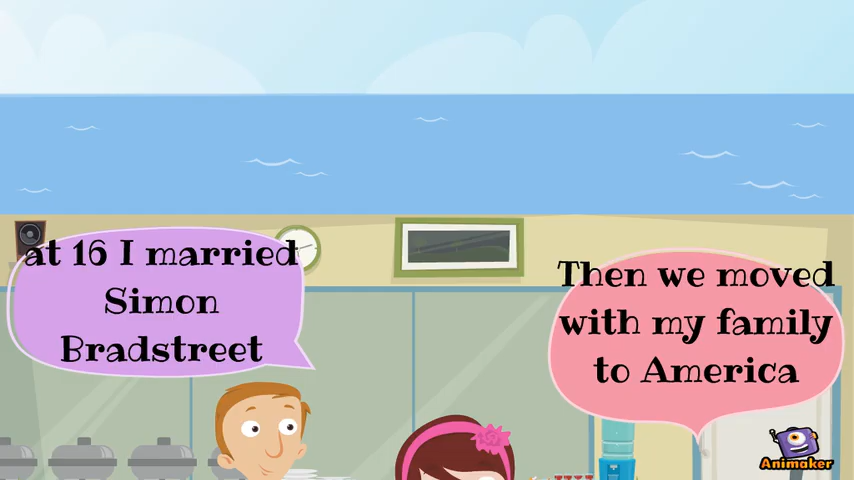 at 16 I married
Simon
Bradstreet
Then we moved
with my family
to America
Animaker